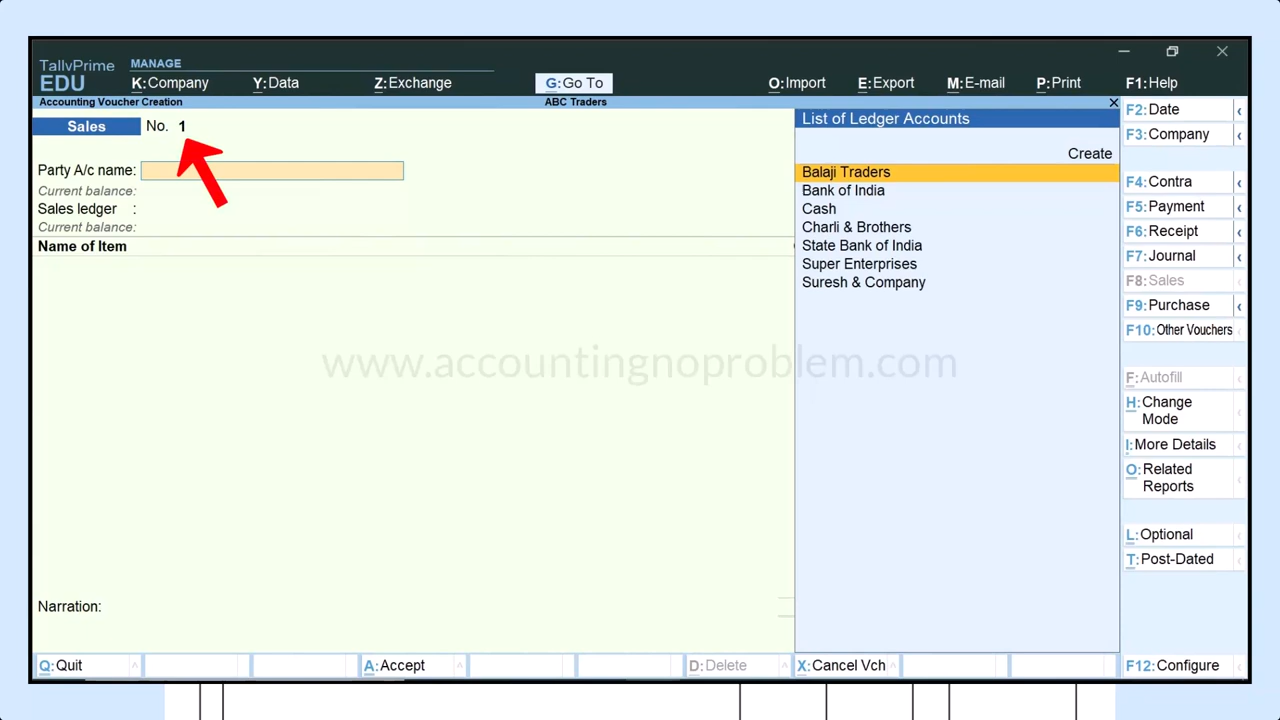 TallyPrime
EDU
MANAGE
K:Company Y:Data Z:Exchange G:Go To O:Import E:Export M:E-mail P:Print F1:Help
Accounting Voucher Creation ABC Traders
Sales No. 1
Party A/c name:
Current balance:
Sales ledger :
Current balance:
Name of Item
Narration:
List of Ledger Accounts
Create
Balaji Traders
Bank of India
Cash
Charli & Brothers
State Bank of India
Super Enterprises
Suresh & Company
www.accountingnoproblem.com
F2:Date
F3:Company
F4:Contra
F5:Payment
F6:Receipt
F7:Journal
F8:Sales
F9:Purchase
F10:Other Vouchers
F:Autofill
H:Change
Mode
I:More Details
O:Related
Reports
L:Optional
T:Post-Dated
Q:Quit A:Accept D:Delete X:Cancel Vch F12:Configure